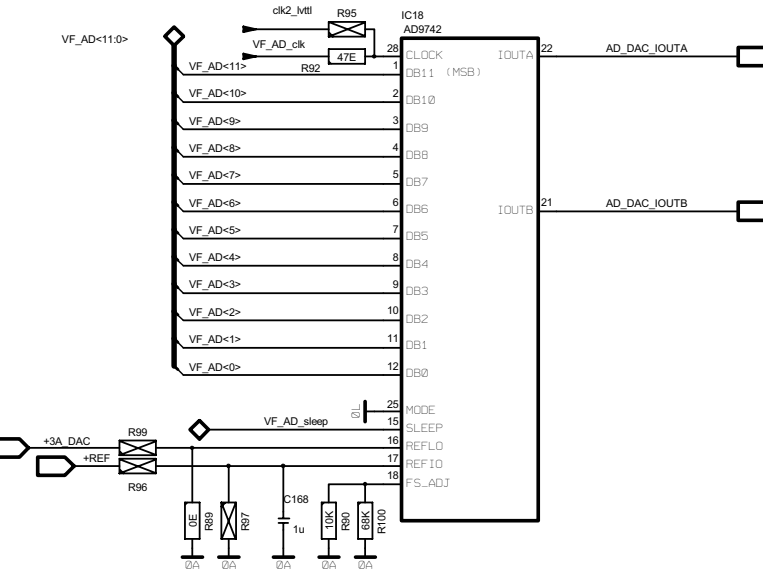 clk2_lvttl
R95
IC18
AD9742
VF_AD<11:0>
VF_AD_clk
47E
R92
28
CLOCK
IOUTA
22
AD_DAC_IOUTA
VF_AD<11>
1
DB11 (MSB)
VF_AD<10>
2
DB10
VF_AD<9>
3
DB9
VF_AD<8>
4
DB8
VF_AD<7>
5
DB7
VF_AD<6>
6
DB6
IOUTB
21
AD_DAC_IOUTB
VF_AD<5>
7
DB5
VF_AD<4>
8
DB4
VF_AD<3>
9
DB3
VF_AD<2>
10
DB2
VF_AD<1>
11
DB1
VF_AD<0>
12
DB0
0L
25
MODE
VF_AD_sleep
15
SLEEP
+3A_DAC
R99
16
REFLO
+REF
R96
17
REFIO
18
FS_ADJ
0E
R89
R97
C168
1u
10K
R90
68K
R100
0A
0A
0A
0A
0A